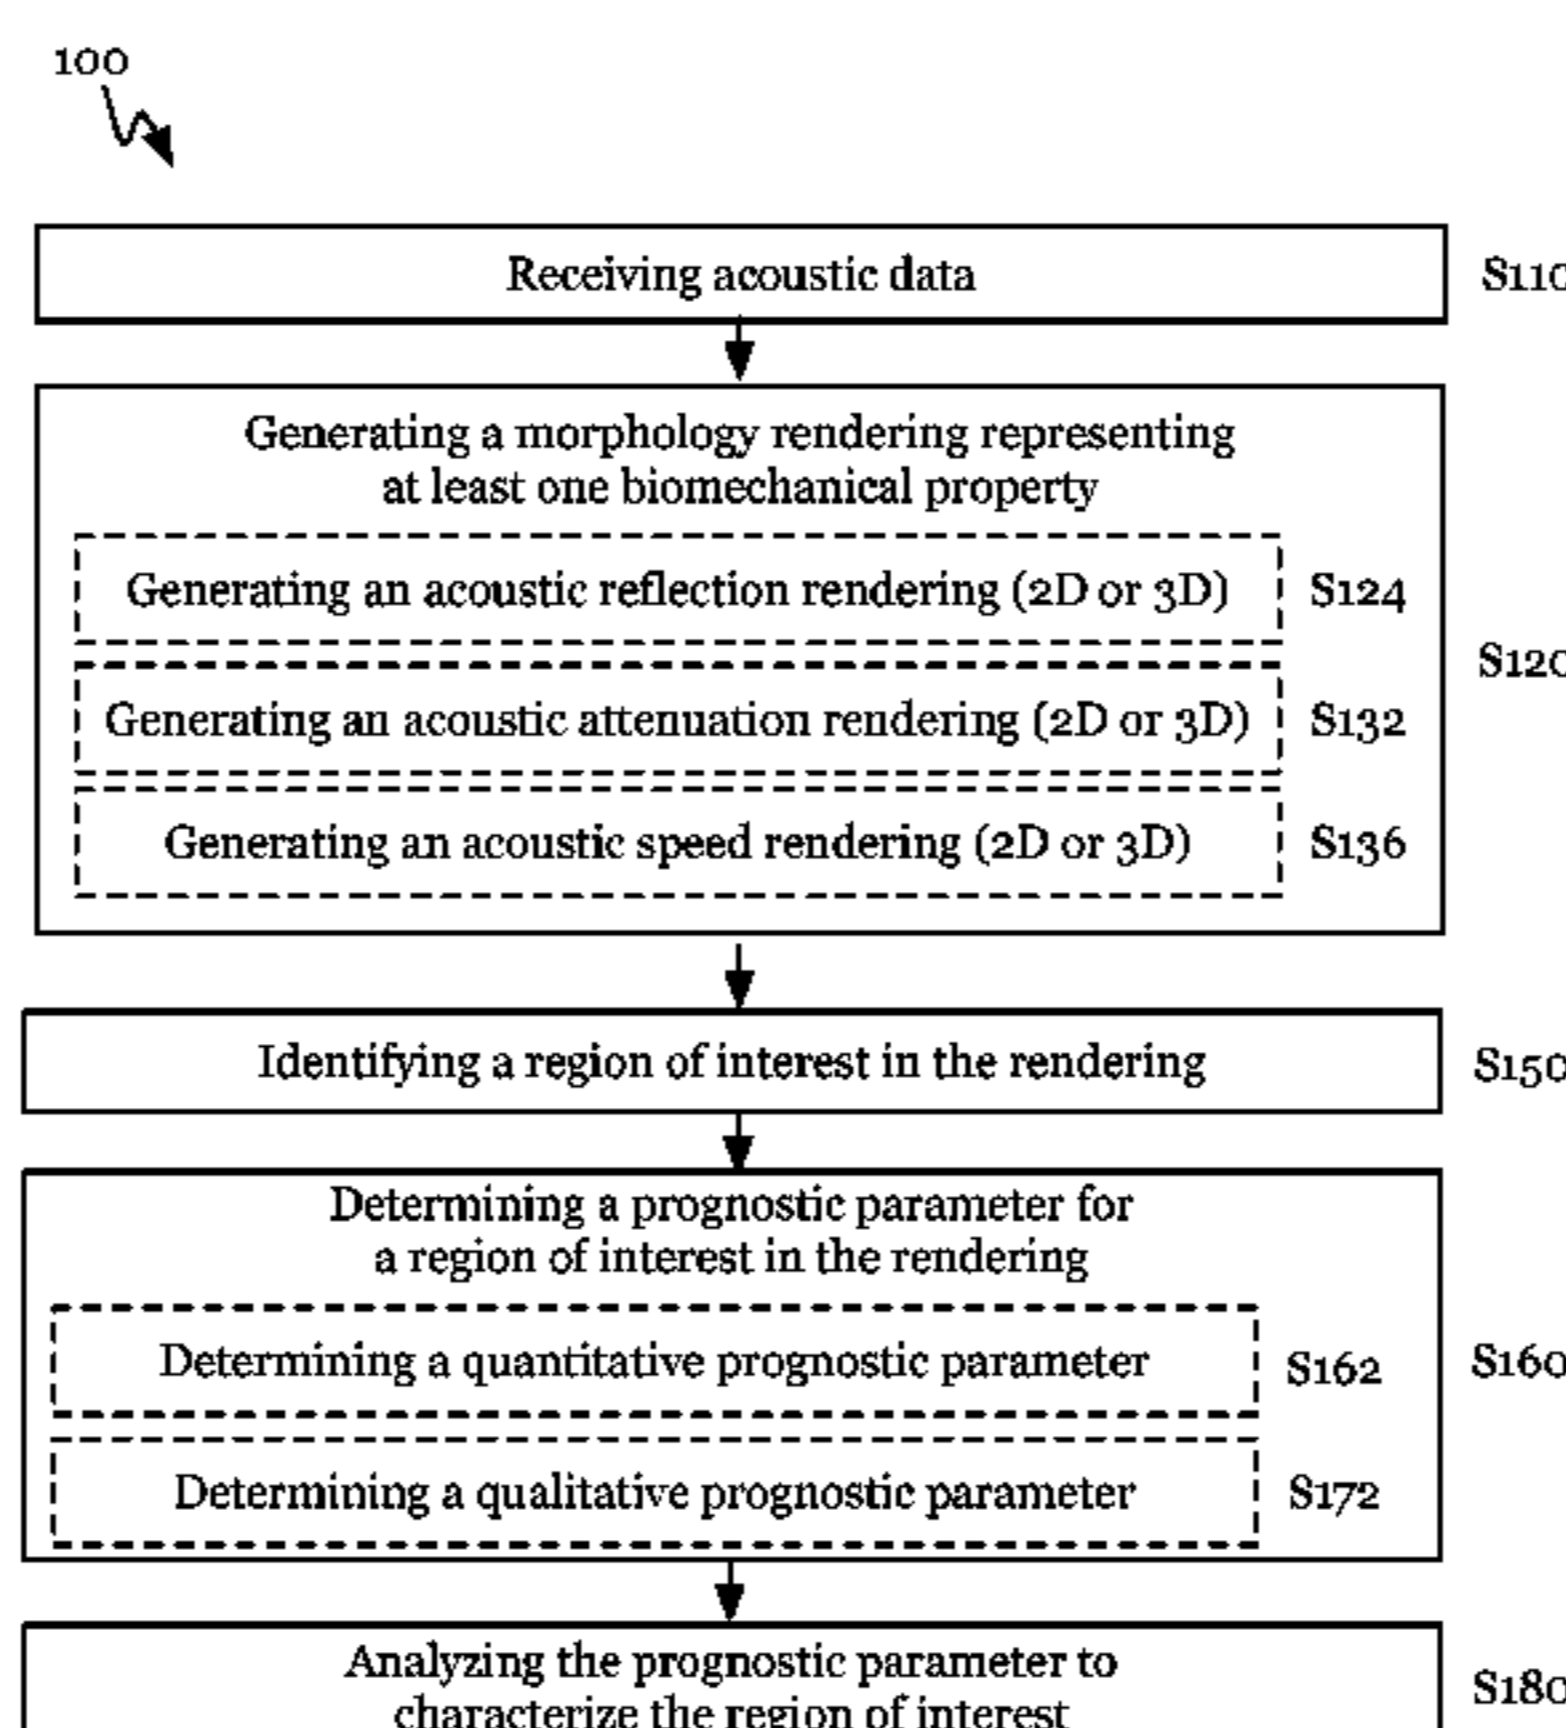 100
Receiving acoustic data
S110
Generating a morphology rendering representing
at least one biomechanical property
Generating an acoustic reflection rendering (2D or 3D)
S124
S120
Generating an acoustic attenuation rendering (2D or 3D)
S132
Generating an acoustic speed rendering (2D or 3D)
S136
Identifying a region of interest in the rendering
S150
Determining a prognostic parameter for
a region of interest in the rendering
Determining a quantitative prognostic parameter
S162
S160
Determining a qualitative prognostic parameter
S172
Analyzing the prognostic parameter to
characterize the region of interest
S180